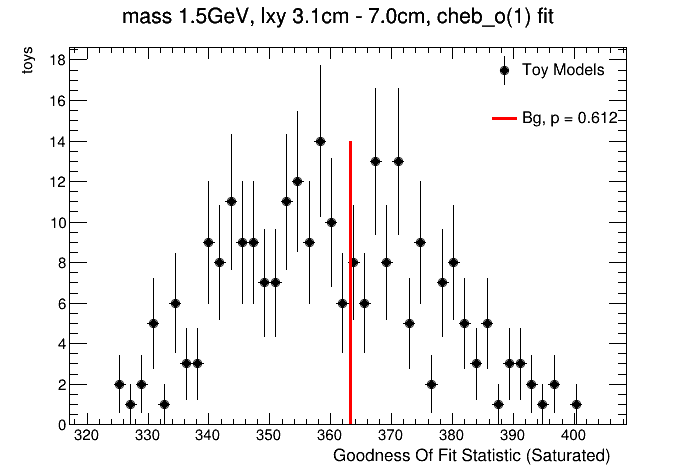 mass 1.5GeV, lxy 3.1cm - 7.0cm, cheb_o(1) fit
toys
18
16
14
12
10
8
6
4
2
0
Toy Models
Bg, p = 0.612
320 330 340 350 360 370 380 390 400
Goodness Of Fit Statistic (Saturated)